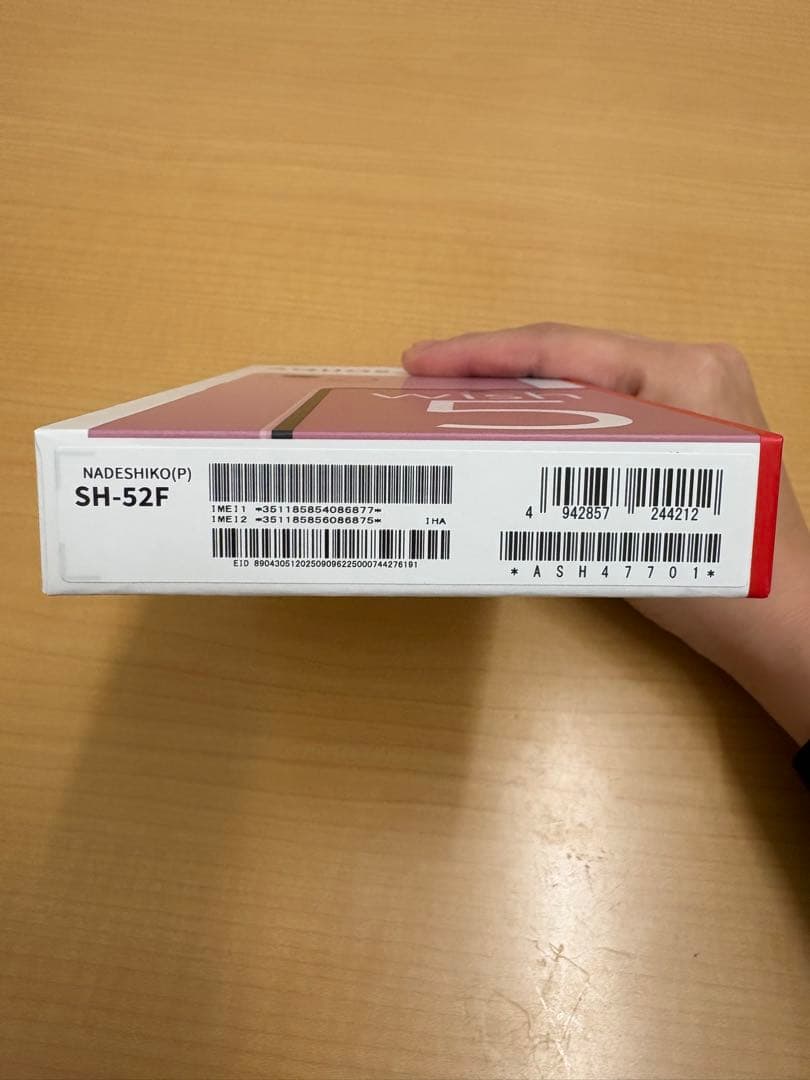 wish
5
NADESHIKO(P)
SH-52F
IMEI1 *351185854086877*
IMEI2 *351185856086875*
IHA
EID 89043051202509096225000744276191
4 942857 244212
*ASH47701*